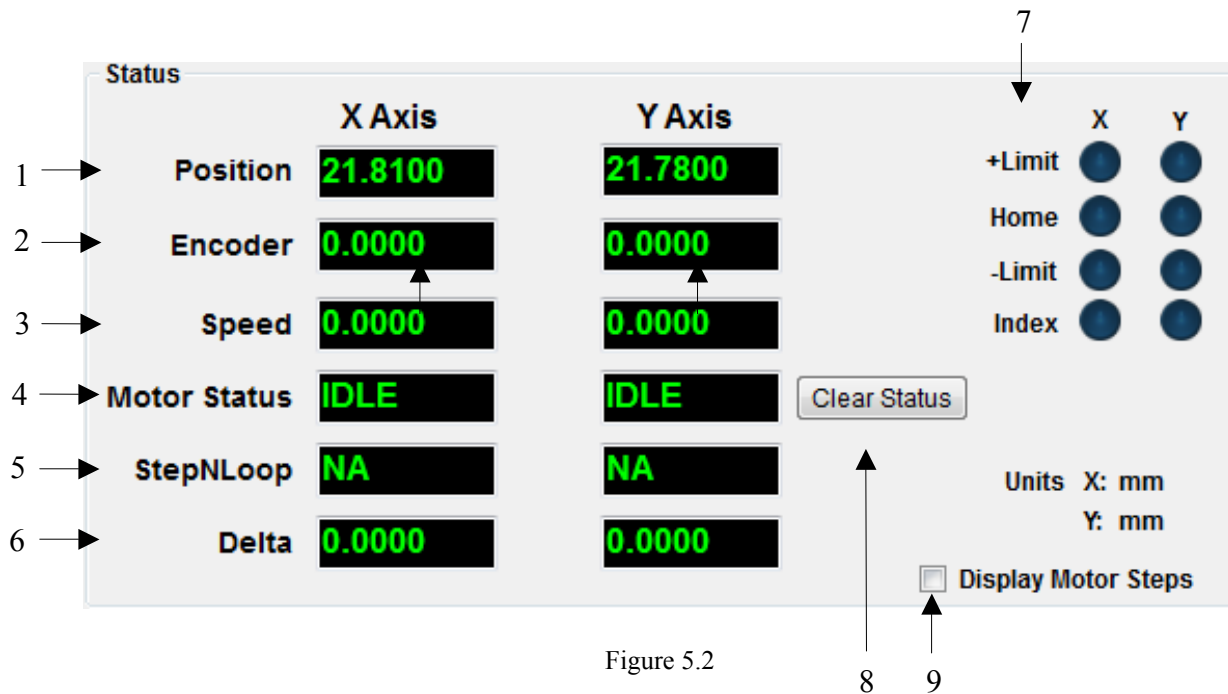 7
Status
X Axis Y Axis
X Y
1 Position 21.8100 21.7800 +Limit
2 Encoder 0.0000 0.0000 Home
-Limit
3 Speed 0.0000 0.0000 Index
4 Motor Status IDLE IDLE Clear Status
5 StepNLoop NA NA Units X: mm
Y: mm
6 Delta 0.0000 0.0000
Display Motor Steps
Figure 5.2
8 9